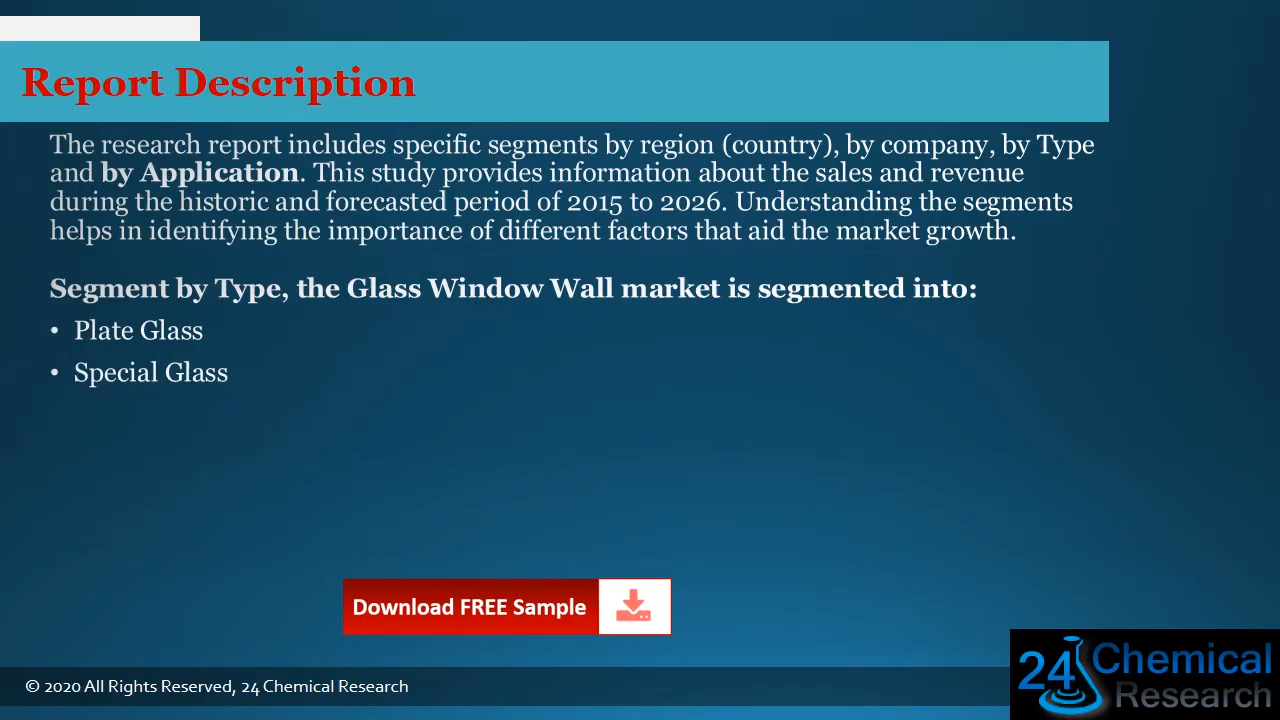 Report Description
The research report includes specific segments by region (country), by company, by Type
and by Application. This study provides information about the sales and revenue
during the historic and forecasted period of 2015 to 2026. Understanding the segments
helps in identifying the importance of different factors that aid the market growth.
Segment by Type, the Glass Window Wall market is segmented into:
• Plate Glass
• Special Glass
Download FREE Sample
© 2020 All Rights Reserved, 24 Chemical Research
24 Chemical
Research